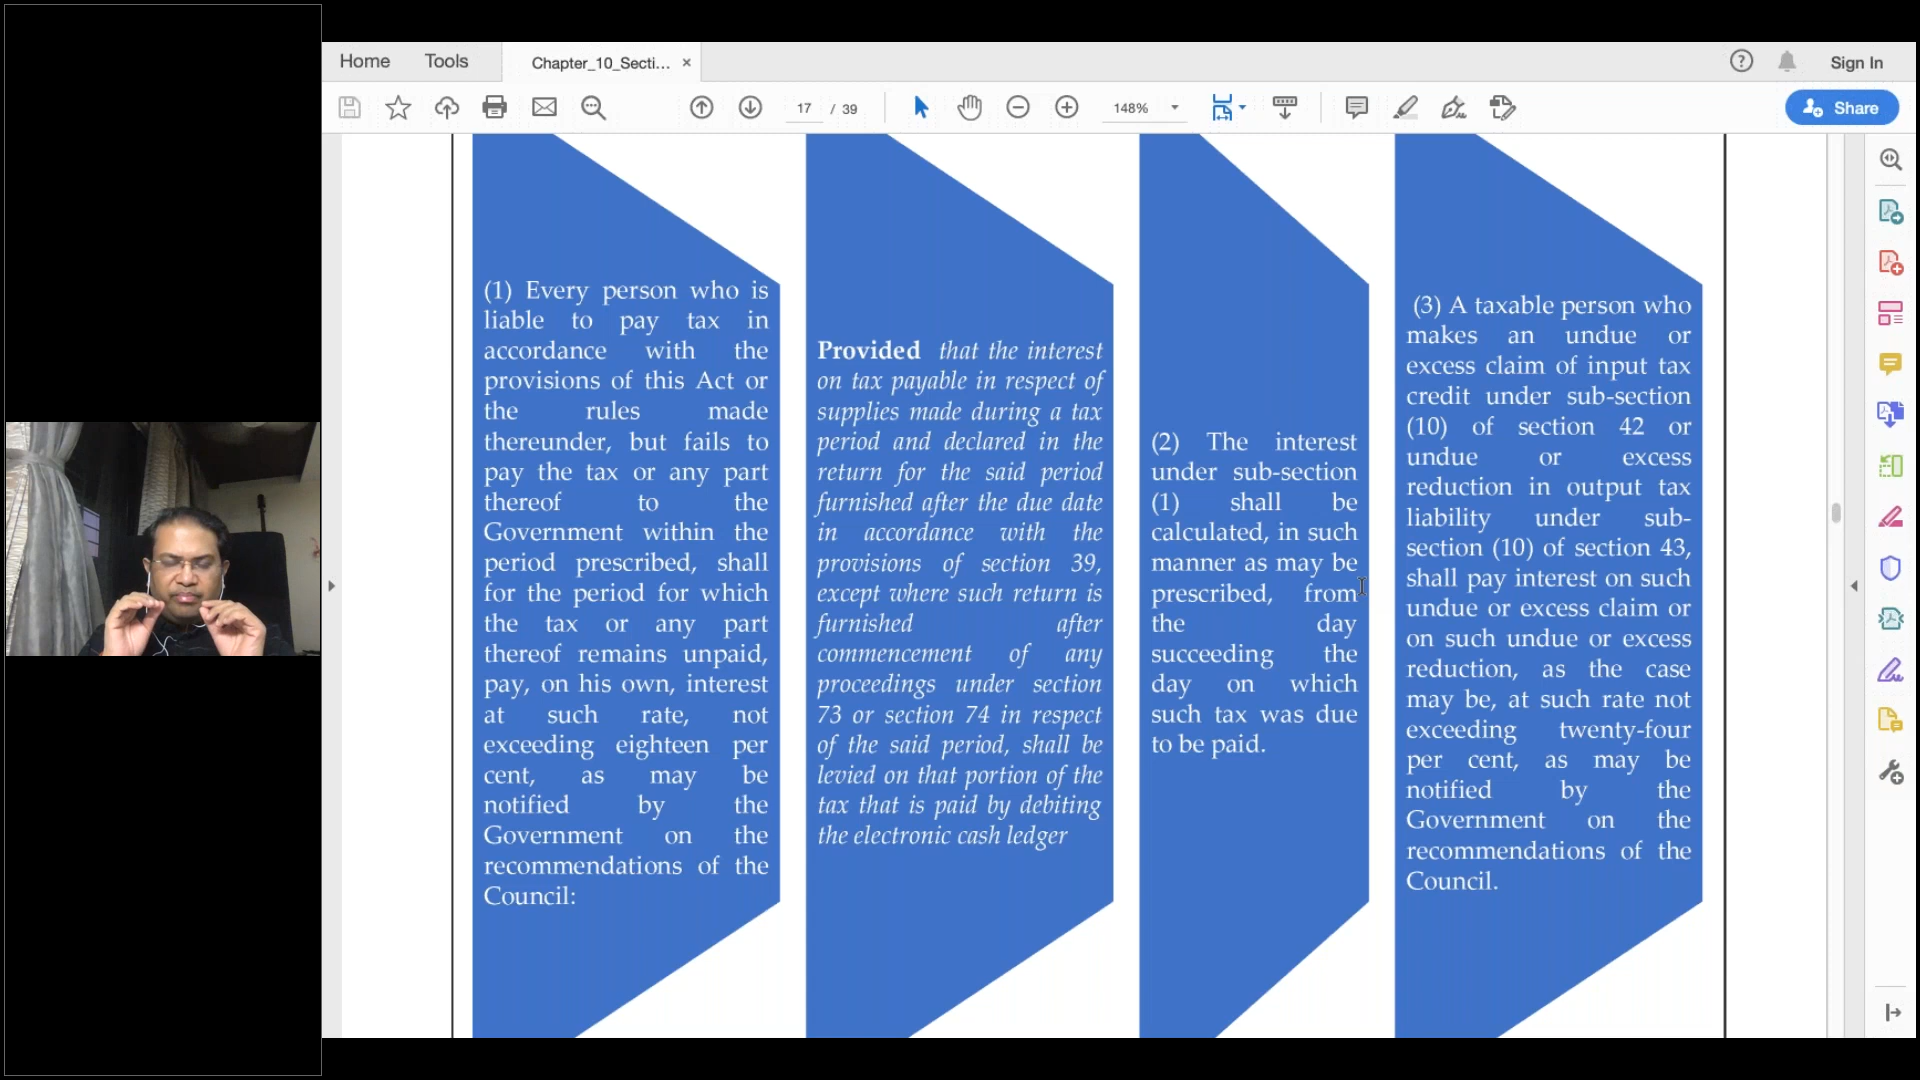 Home
Tools
Chapter_10_Secti... ×
Sign In
17 / 39
148%
Share
(1) Every person who is
liable to pay tax in
accordance with the
provisions of this Act or
the rules made
thereunder, but fails to
pay the tax or any part
thereof to the
Government within the
period prescribed, shall
for the period for which
the tax or any part
thereof remains unpaid,
pay, on his own, interest
at such rate, not
exceeding eighteen per
cent, as may be
notified by the
Government on the
recommendations of the
Council:
Provided that the interest
on tax payable in respect of
supplies made during a tax
period and declared in the
return for the said period
furnished after the due date
in accordance with the
provisions of section 39,
except where such return is
furnished after
commencement of any
proceedings under section
73 or section 74 in respect
of the said period, shall be
levied on that portion of the
tax that is paid by debiting
the electronic cash ledger
(2) The interest
under sub-section
(1) shall be
calculated, in such
manner as may be
prescribed, from
the day
succeeding the
day on which
such tax was due
to be paid.
(3) A taxable person who
makes an undue or
excess claim of input tax
credit under sub-section
(10) of section 42 or
undue or excess
reduction in output tax
liability under sub-
section (10) of section 43,
shall pay interest on such
undue or excess claim or
on such undue or excess
reduction, as the case
may be, at such rate not
exceeding twenty-four
per cent, as may be
notified by the
Government on the
recommendations of the
Council.